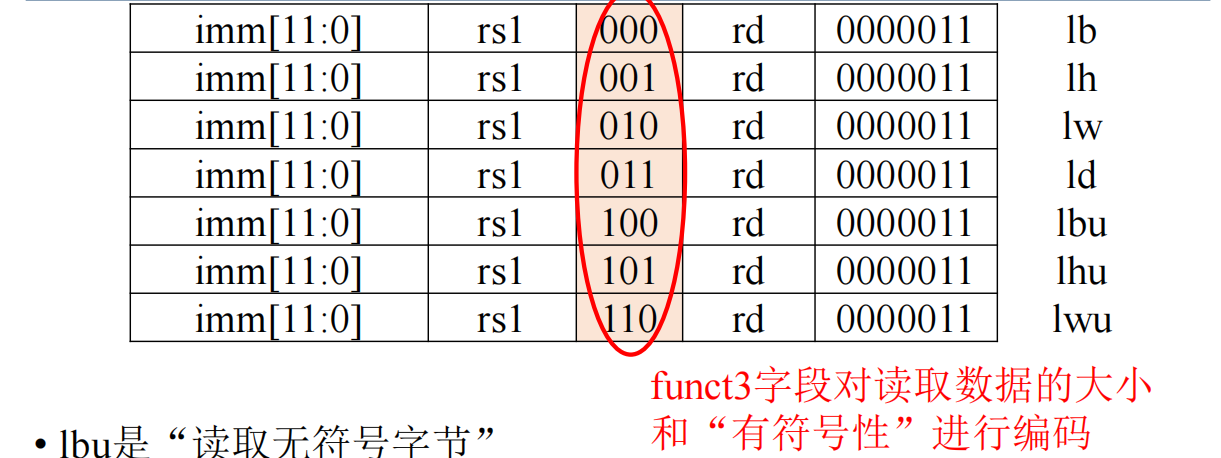 imm[11:0] rs1 000 rd 0000011 lb
imm[11:0] rs1 001 rd 0000011 lh
imm[11:0] rs1 010 rd 0000011 lw
imm[11:0] rs1 011 rd 0000011 ld
imm[11:0] rs1 100 rd 0000011 lbu
imm[11:0] rs1 101 rd 0000011 lhu
imm[11:0] rs1 110 rd 0000011 lwu
funct3字段对读取数据的大小
和“有符号性”进行编码
• lbu是“读取无符号字节”